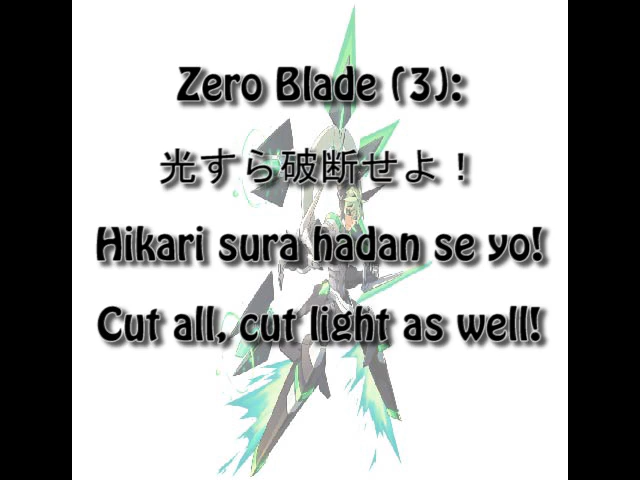 Zero Blade (3):
光すら破断せよ！
Hikari sura hadan se yo!
Cut all, cut light as well!